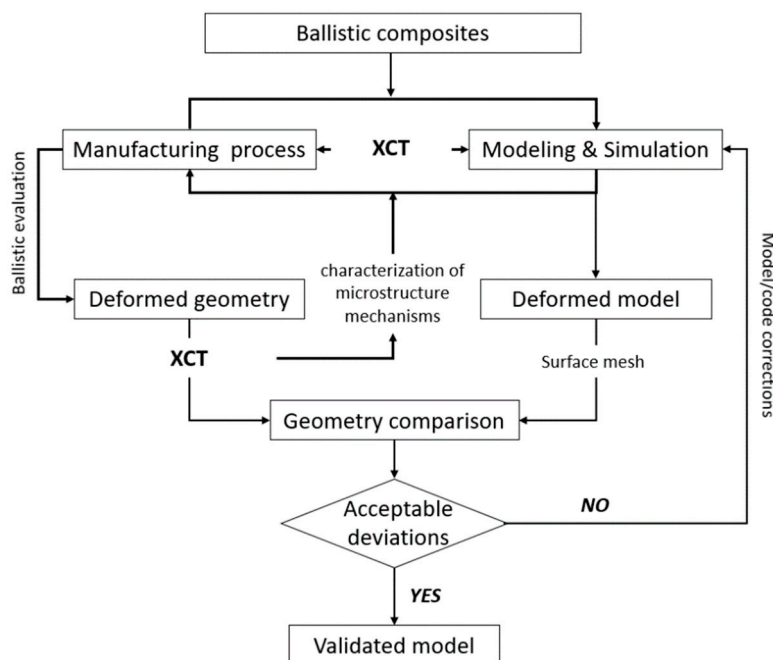 Ballistic composites
Manufacturing process
XCT
Modeling & Simulation
Ballistic evaluation
characterization of
microstructure
mechanisms
Model/code corrections
Deformed geometry
Deformed model
XCT
Surface mesh
Geometry comparison
Acceptable
deviations
NO
YES
Validated model